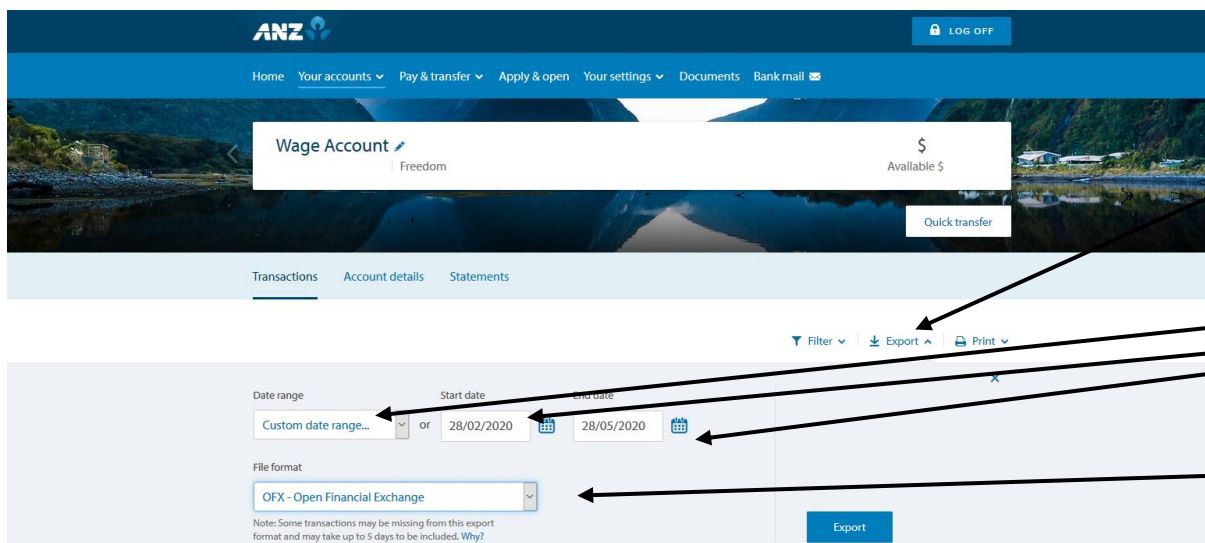 ANZ
LOG OFF
Home Your accounts Pay & transfer Apply & open Your settings Documents Bank mail
Wage Account
Freedom
$
Available $
Quick transfer
Transactions Account details Statements
Filter Export Print
Date range Start date End date
Custom date range... or 28/02/2020 28/05/2020
File format
OFX - Open Financial Exchange
Note: Some transactions may be missing from this export
format and may take up to 5 days to be included. Why?
Export